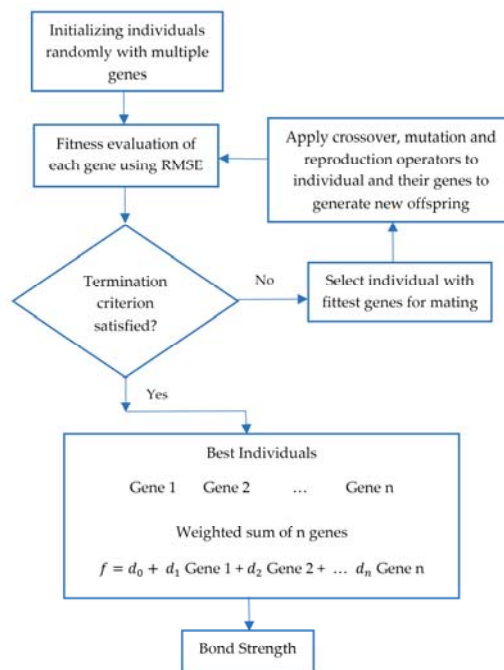 Initializing individuals
randomly with multiple
genes
Fitness evaluation of
each gene using RMSE
Apply crossover, mutation and
reproduction operators to
individual and their genes to
generate new offspring
Termination
criterion
satisfied?
No
Select individual with
fittest genes for mating
Yes
Best Individuals
Gene 1 Gene 2 … Gene n
Weighted sum of n genes
f = d₀ + d₁ Gene 1 + d₂ Gene 2 + … dₙ Gene n
Bond Strength